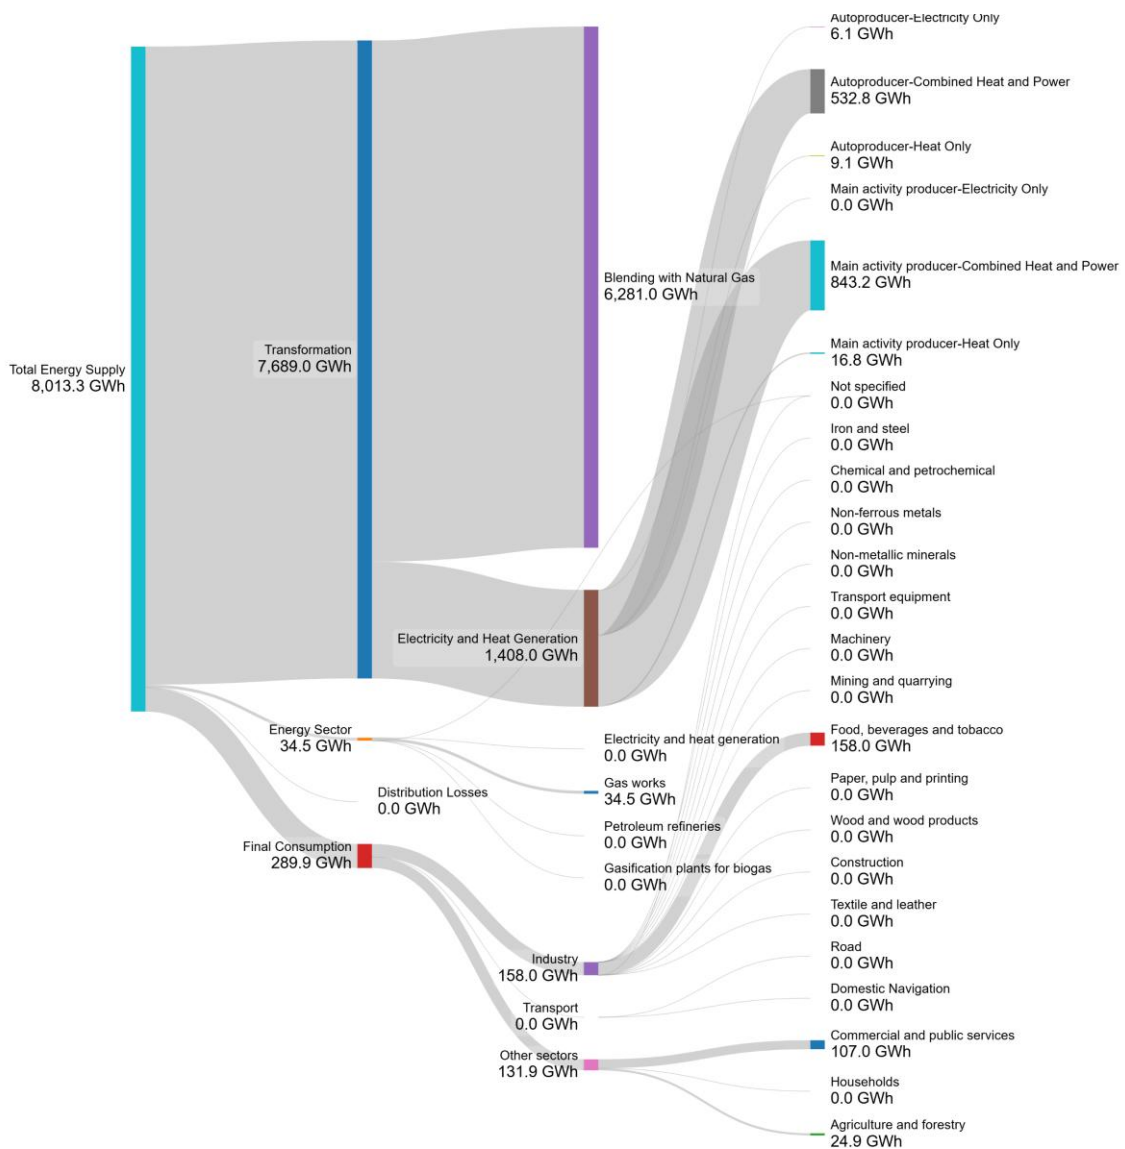 Total Energy Supply
8,013.3 GWh
Transformation
7,689.0 GWh
Energy Sector
34.5 GWh
Distribution Losses
0.0 GWh
Final Consumption
289.9 GWh
Blending with Natural Gas
6,281.0 GWh
Electricity and Heat Generation
1,408.0 GWh
Electricity and heat generation
0.0 GWh
Gas works
34.5 GWh
Petroleum refineries
0.0 GWh
Gasification plants for biogas
0.0 GWh
Industry
158.0 GWh
Transport
0.0 GWh
Other sectors
131.9 GWh
Autoproducer-Electricity Only
6.1 GWh
Autoproducer-Combined Heat and Power
532.8 GWh
Autoproducer-Heat Only
9.1 GWh
Main activity producer-Electricity Only
0.0 GWh
Main activity producer-Combined Heat and Power
843.2 GWh
Main activity producer-Heat Only
16.8 GWh
Not specified
0.0 GWh
Iron and steel
0.0 GWh
Chemical and petrochemical
0.0 GWh
Non-ferrous metals
0.0 GWh
Non-metallic minerals
0.0 GWh
Transport equipment
0.0 GWh
Machinery
0.0 GWh
Mining and quarrying
0.0 GWh
Food, beverages and tobacco
158.0 GWh
Paper, pulp and printing
0.0 GWh
Wood and wood products
0.0 GWh
Construction
0.0 GWh
Textile and leather
0.0 GWh
Road
0.0 GWh
Domestic Navigation
0.0 GWh
Commercial and public services
107.0 GWh
Households
0.0 GWh
Agriculture and forestry
24.9 GWh